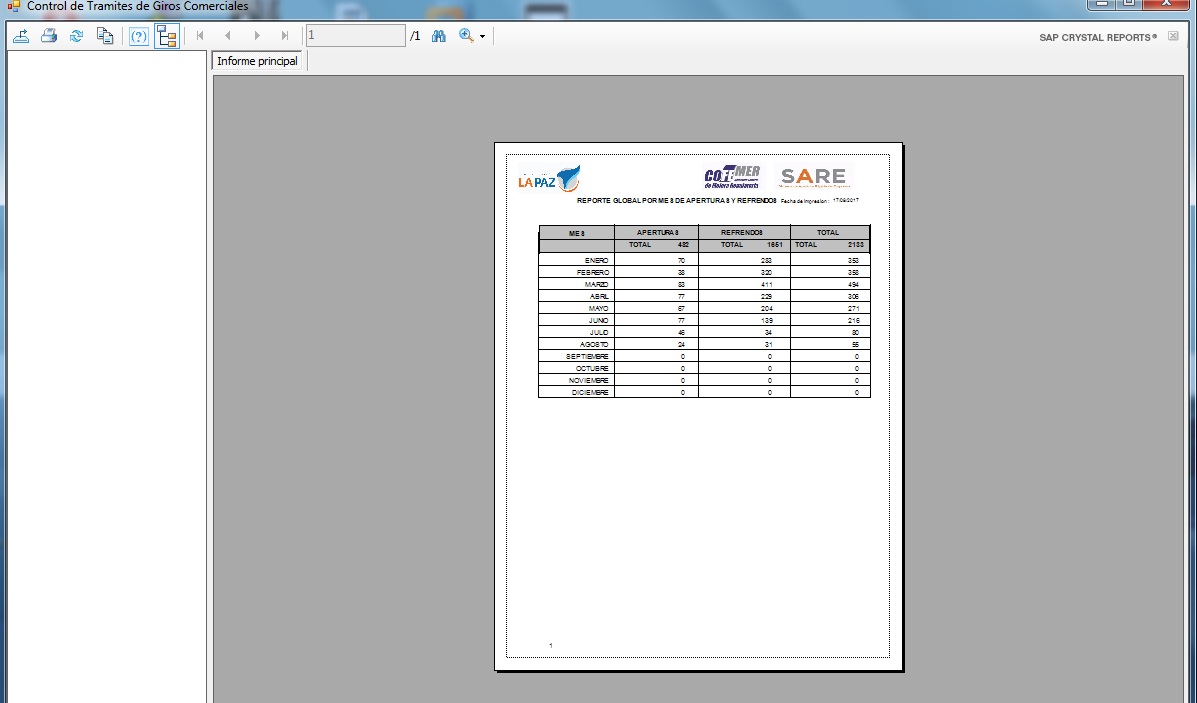 Control de Tramites de Giros Comerciales
1 /1
SAP CRYSTAL REPORTS®
Informe principal
LA PAZ COFEMER SARE
de Mejora Regulatoria
REPORTE GLOBAL POR MES DE APERTURAS Y REFRENDOS Fecha de Impresion: 17/08/2017
MES APERTURAS REFRENDOS TOTAL
TOTAL 482 TOTAL 1651 TOTAL 2133
ENERO 70 283 353
FEBRERO 38 320 358
MARZO 83 411 494
ABRIL 77 229 306
MAYO 67 204 271
JUNIO 77 139 216
JULIO 46 34 80
AGOSTO 24 31 55
SEPTIEMBRE 0 0 0
OCTUBRE 0 0 0
NOVIEMBRE 0 0 0
DICIEMBRE 0 0 0
1